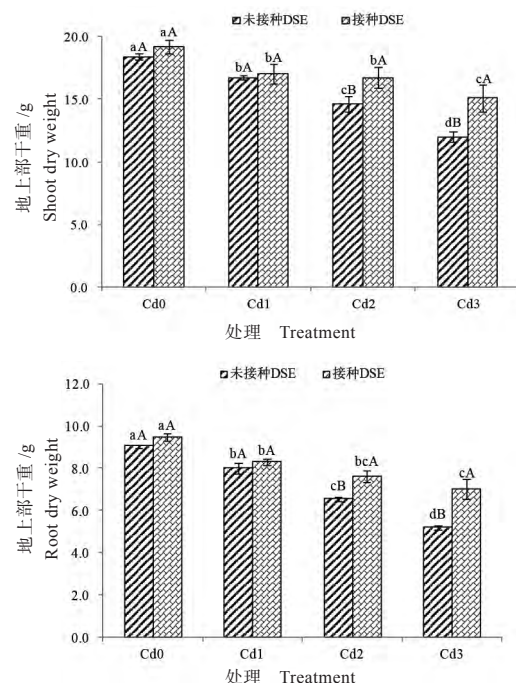 未接种DSE 接种DSE
地上部干重/g
Shoot dry weight
20.0
15.0
10.0
5.0
0.0
aA aA
bA bA
cB bA
dB cA
Cd0 Cd1 Cd2 Cd3
处理 Treatment
未接种DSE 接种DSE
地上部干重/g
Root dry weight
12.0
10.0
8.0
6.0
4.0
2.0
0.0
aA aA
bA bA
cB bcA
dB cA
Cd0 Cd1 Cd2 Cd3
处理 Treatment